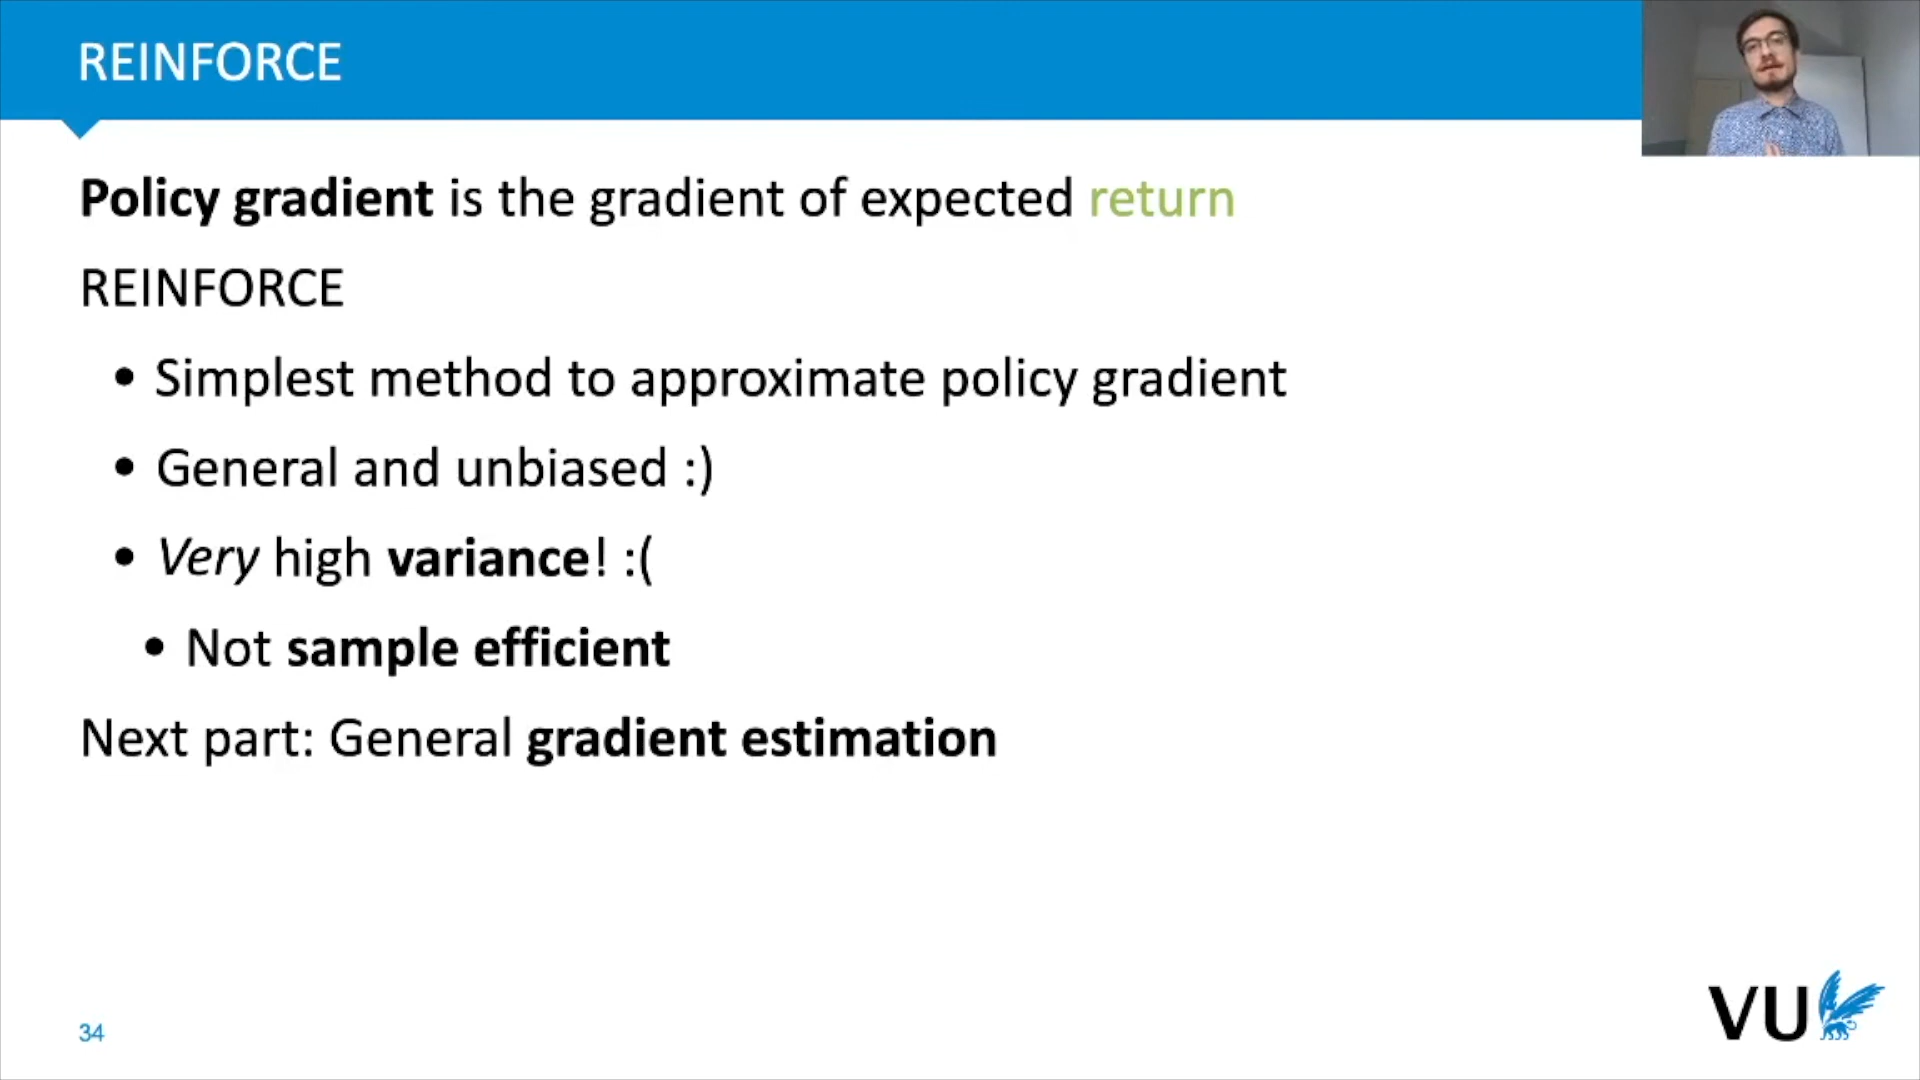 REINFORCE
Policy gradient is the gradient of expected return
REINFORCE
• Simplest method to approximate policy gradient
• General and unbiased :)
• Very high variance! :(
• Not sample efficient
Next part: General gradient estimation
34
VU